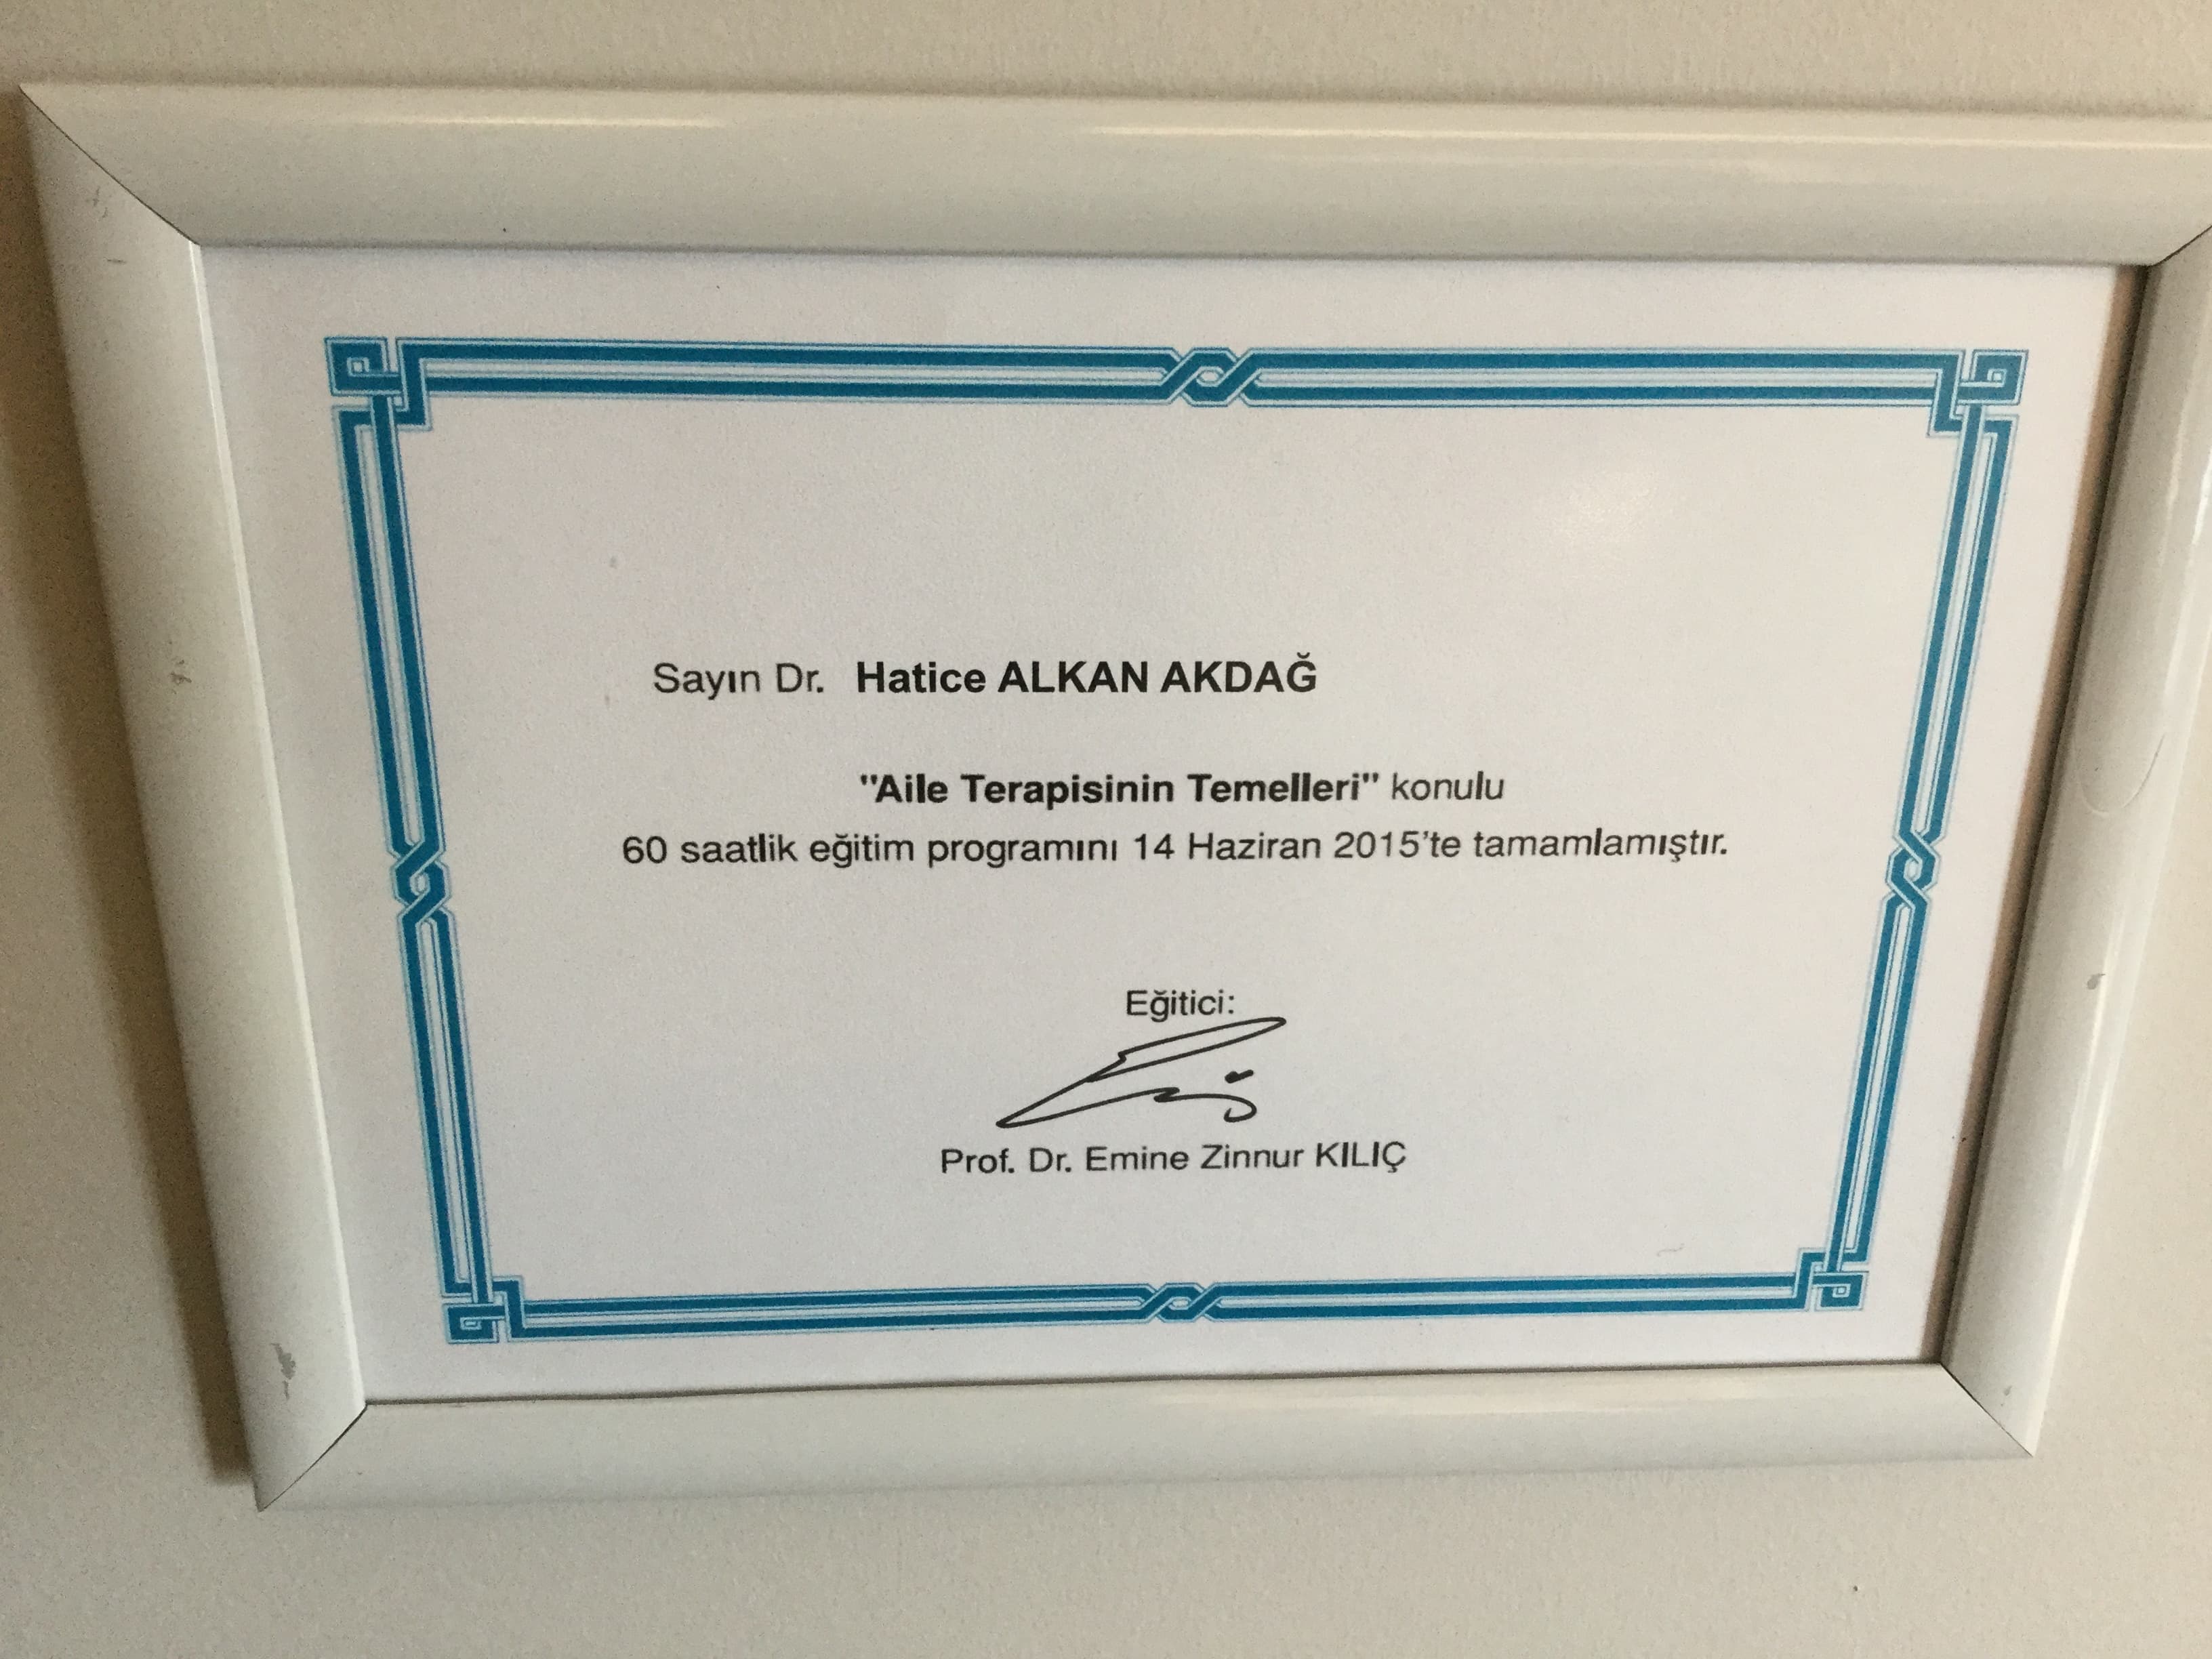 Sayın Dr. Hatice ALKAN AKDAĞ
"Aile Terapisinin Temelleri" konulu
60 saatlik eğitim programını 14 Haziran 2015'te tamamlamıştır.
Eğitici:
Prof. Dr. Emine Zinnur KILIÇ